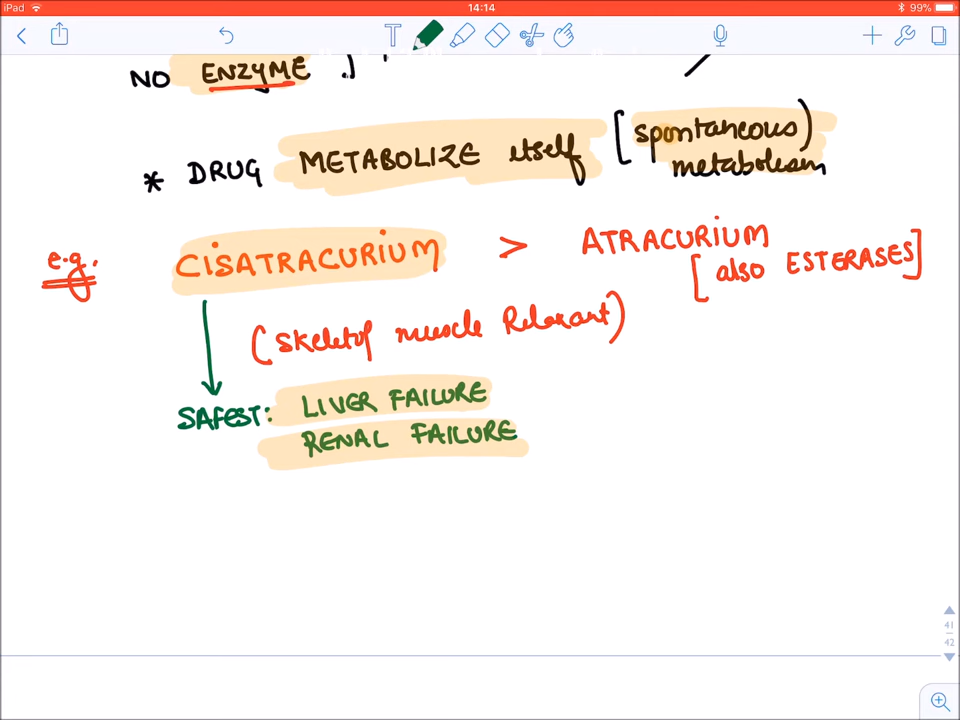 iPad 14:14 99%
T
NO ENZYME
* DRUG METABOLIZE itself [spontaneous)
metabolism
e.g. CISATRACURIUM > ATRACURIUM
[also ESTERASES]
(skeletal muscle Relaxant)
SAFEST: LIVER FAILURE
RENAL FAILURE
41
42